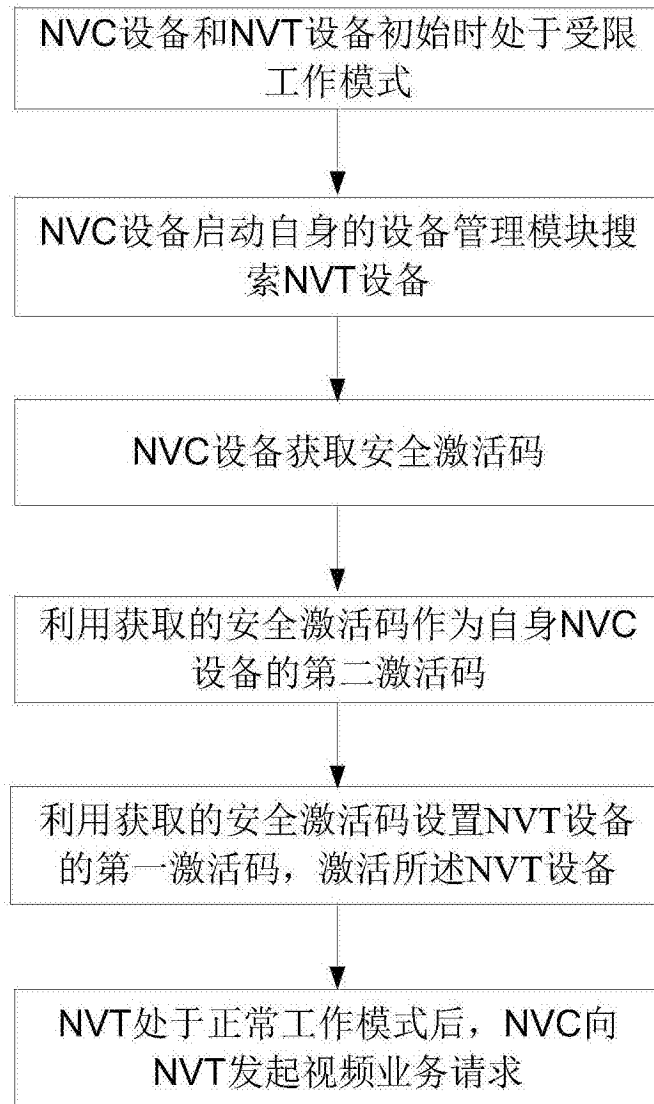 NVC设备和NVT设备初始时处于受限
工作模式
NVC设备启动自身的设备管理模块搜
索NVT设备
NVC设备获取安全激活码
利用获取的安全激活码作为自身NVC
设备的第二激活码
利用获取的安全激活码设置NVT设备
的第一激活码，激活所述NVT设备
NVT处于正常工作模式后，NVC向
NVT发起视频业务请求